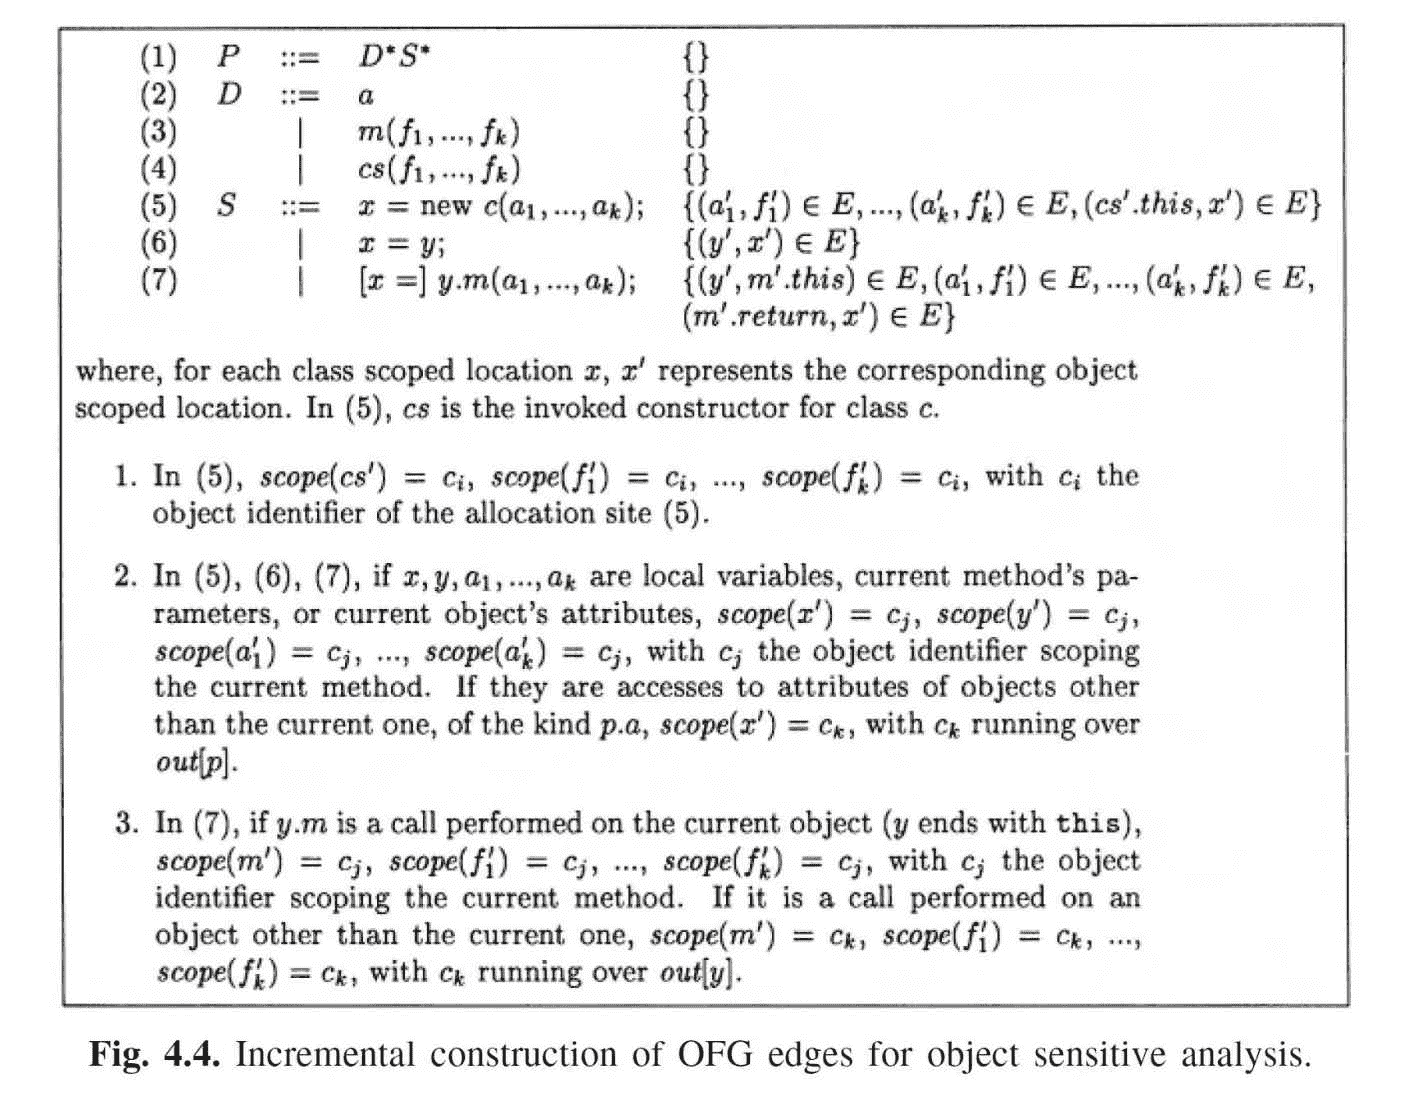 (1) P ::= D*S* {}
(2) D ::= a {}
(3) | m(f₁, ..., fₖ) {}
(4) | cs(f₁, ..., fₖ) {}
(5) S ::= x = new c(a₁, ..., aₖ); {(a′₁, f′₁) ∈ E, ..., (a′ₖ, f′ₖ) ∈ E, (cs′.this, x′) ∈ E}
(6) | x = y; {(y′, x′) ∈ E}
(7) | [x =] y.m(a₁, ..., aₖ); {(y′, m′.this) ∈ E, (a′₁, f′₁) ∈ E, ..., (a′ₖ, f′ₖ) ∈ E,
(m′.return, x′) ∈ E}
where, for each class scoped location x, x′ represents the corresponding object
scoped location. In (5), cs is the invoked constructor for class c.
1. In (5), scope(cs′) = cᵢ, scope(f′₁) = cᵢ, ..., scope(f′ₖ) = cᵢ, with cᵢ the
object identifier of the allocation site (5).
2. In (5), (6), (7), if x, y, a₁, ..., aₖ are local variables, current method's pa-
rameters, or current object's attributes, scope(x′) = cⱼ, scope(y′) = cⱼ,
scope(a′₁) = cⱼ, ..., scope(a′ₖ) = cⱼ, with cⱼ the object identifier scoping
the current method. If they are accesses to attributes of objects other
than the current one, of the kind p.a, scope(x′) = cₖ, with cₖ running over
out[p].
3. In (7), if y.m is a call performed on the current object (y ends with this),
scope(m′) = cⱼ, scope(f′₁) = cⱼ, ..., scope(f′ₖ) = cⱼ, with cⱼ the object
identifier scoping the current method. If it is a call performed on an
object other than the current one, scope(m′) = cₖ, scope(f′₁) = cₖ, ...,
scope(f′ₖ) = cₖ, with cₖ running over out[y].
Fig. 4.4. Incremental construction of OFG edges for object sensitive analysis.